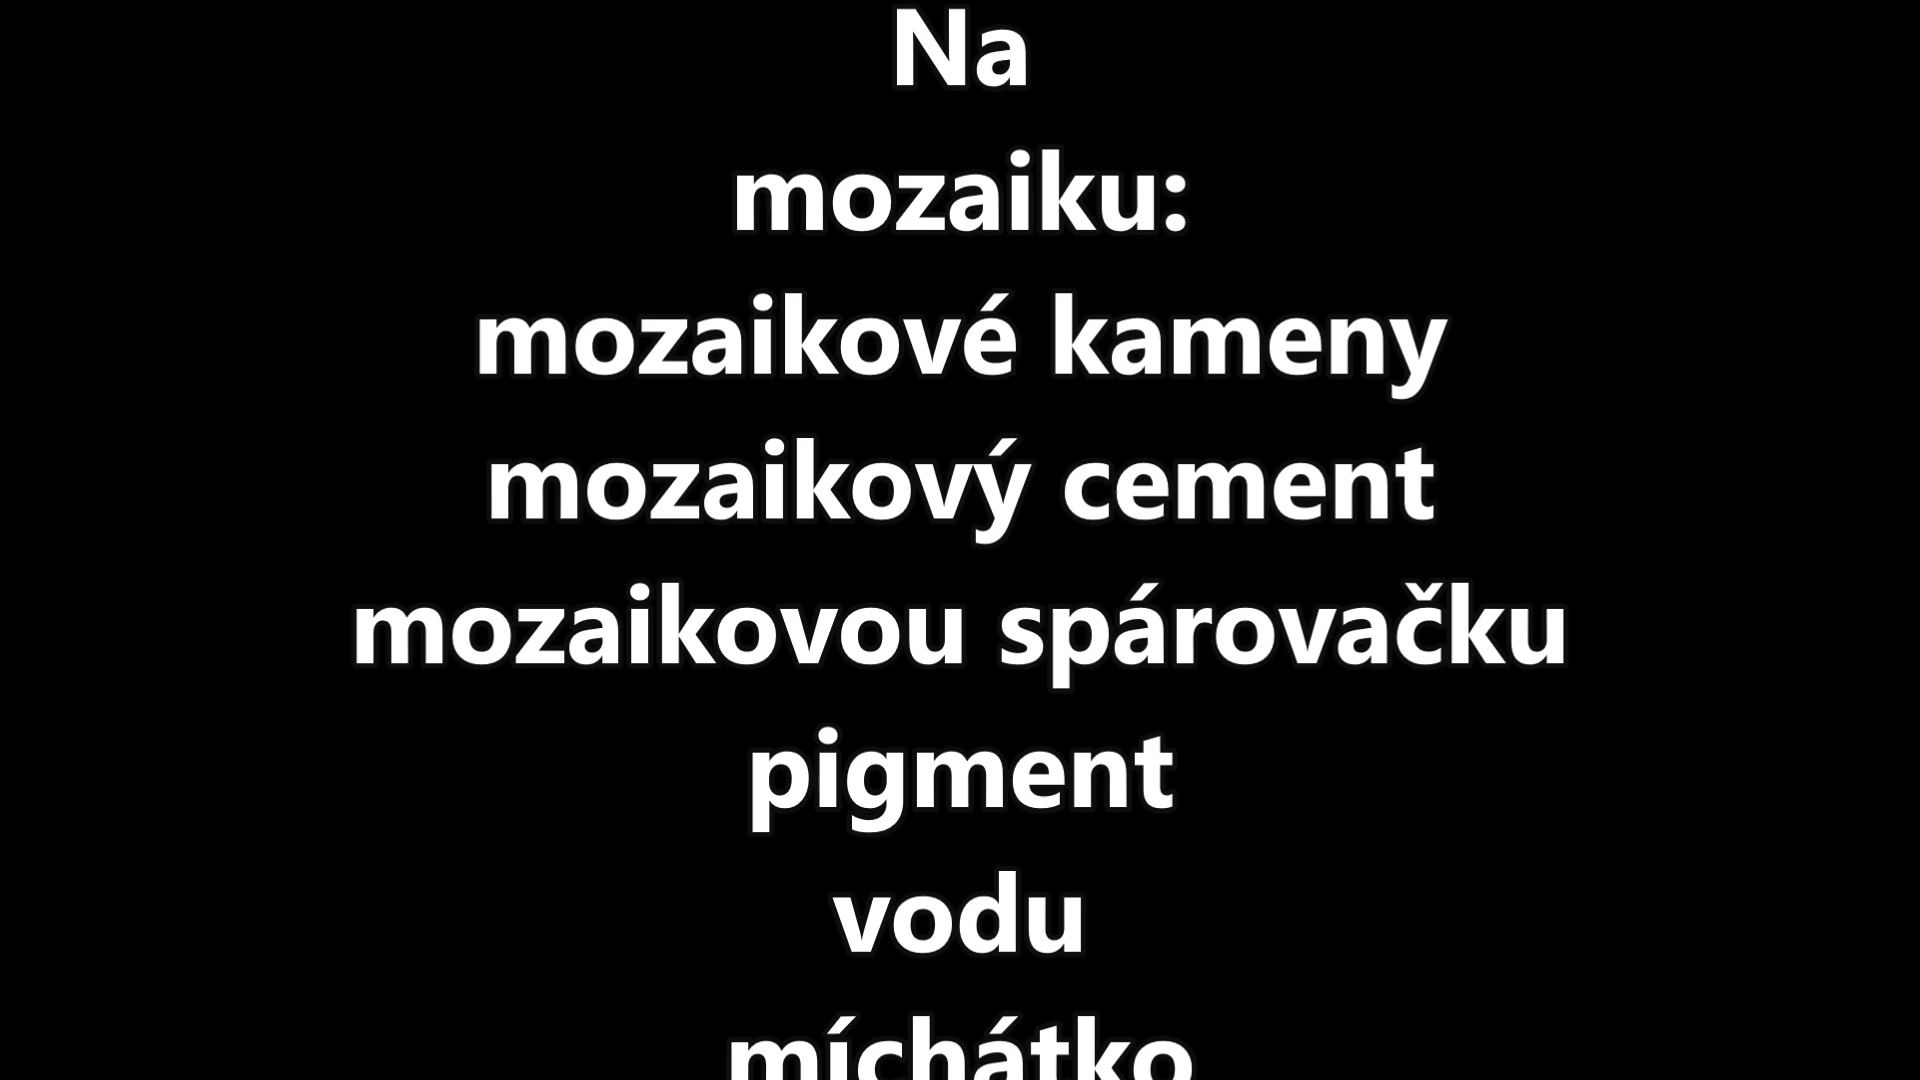 Na
mozaiku:
mozaikové kameny
mozaikový cement
mozaikovou spárovačku
pigment
vodu
míchátko